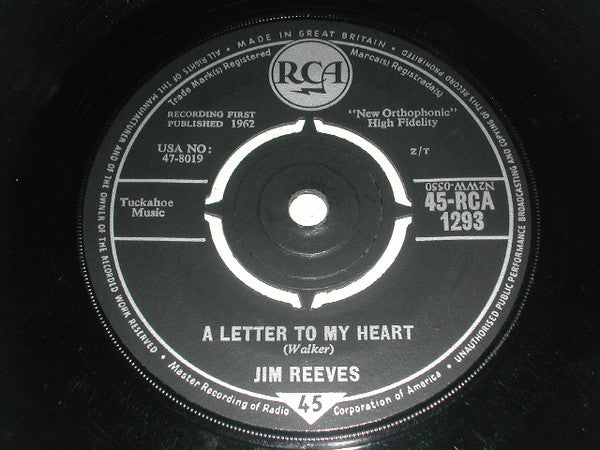 MADE IN GREAT BRITAIN
RCA
Trade Mark(s) Registered
Marca(s) Registrada(s)
RECORDING FIRST
PUBLISHED 1962
"New Orthophonic"
High Fidelity
USA NO:
47-8019
Z/T
Tuckahoe
Music
N2WW-0550
45-RCA
1293
A LETTER TO MY HEART
(Walker)
JIM REEVES
Master Recording of Radio
45
Corporation of America.
ALL RIGHTS OF THE MANUFACTURER AND OF THE OWNER OF THE RECORDED WORK RESERVED
UNAUTHORISED PUBLIC PERFORMANCE BROADCASTING AND COPYING OF THIS RECORD PROHIBITED